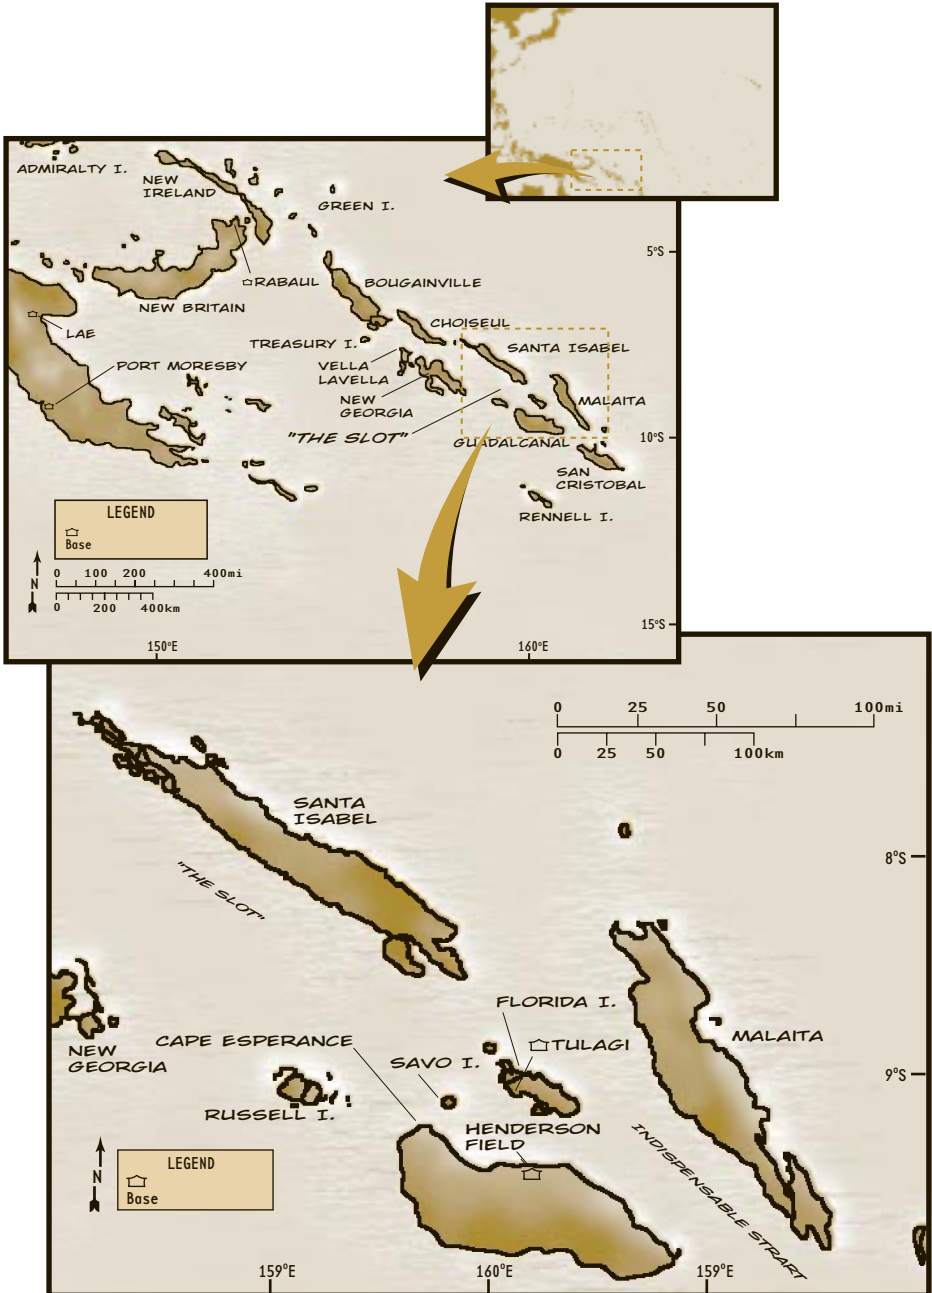 ADMIRALTY I.
NEW
IRELAND
GREEN I.
5°S
RABAUL
BOUGAINVILLE
NEW BRITAIN
CHOISEUL
LAE
TREASURY I.
SANTA ISABEL
VELLA
LAVELLA
PORT MORESBY
NEW
GEORGIA
MALAITA
"THE SLOT"
GUADALCANAL
10°S
SAN
CRISTOBAL
RENNELL I.
LEGEND
Base
N
0 100 200 400mi
0 200 400km
15°S
150°E
160°E
0 25 50 100mi
0 25 50 100km
SANTA
ISABEL
8°S
"THE SLOT"
FLORIDA I.
TULAGI
MALAITA
CAPE ESPERANCE
NEW
GEORGIA
SAVO I.
9°S
RUSSELL I.
HENDERSON
FIELD
INDISPENSABLE STRART
LEGEND
Base
N
159°E
160°E
159°E